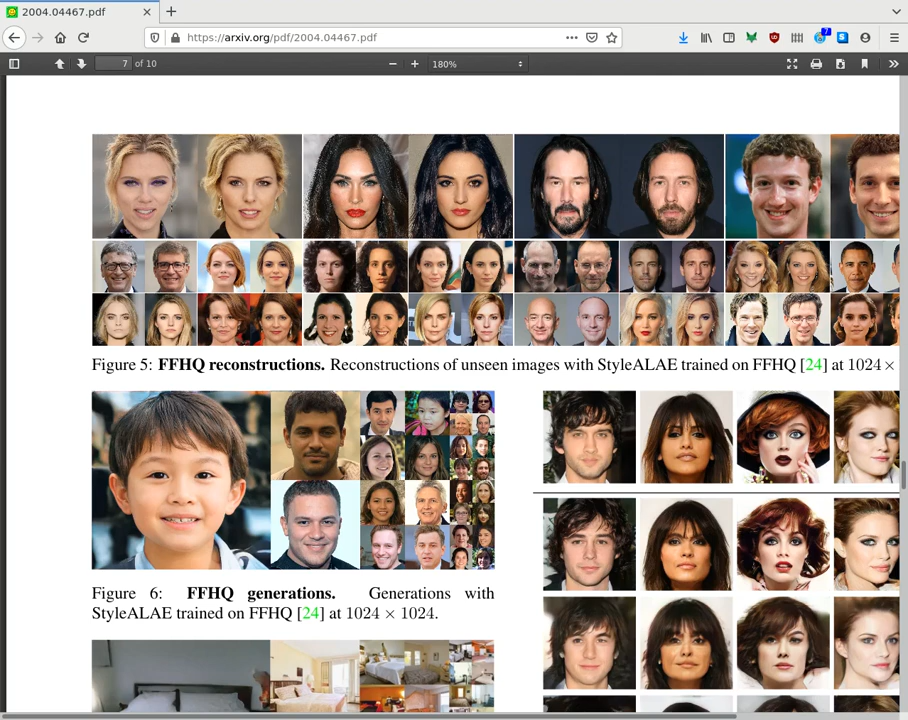 2004.04467.pdf
https://arxiv.org/pdf/2004.04467.pdf
7
7 of 10
180%
Figure 5: FFHQ reconstructions. Reconstructions of unseen images with StyleALAE trained on FFHQ [24] at 1024 ×
Figure 6: FFHQ generations. Generations with
StyleALAE trained on FFHQ [24] at 1024 × 1024.